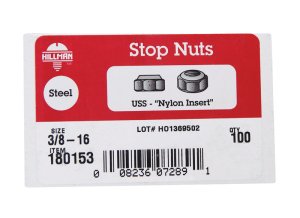 HILLMAN
Stop Nuts
Steel
USS - "Nylon Insert"
LOT# HO1369502
SIZE
3/8 - 16
QTY
100
ITEM
180153
0 08236 07289 1